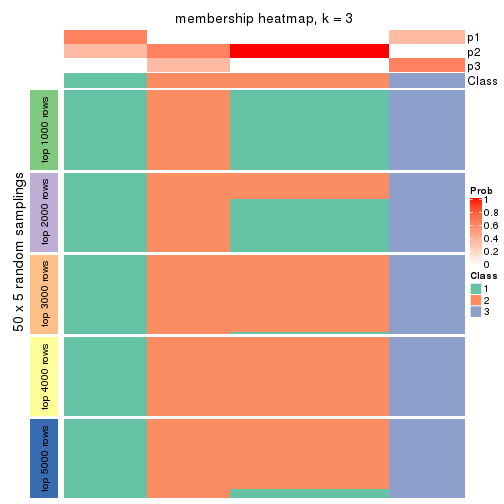 membership heatmap, k = 3
p1
p2
p3
Class
50 x 5 random samplings
top 1000 rows
top 2000 rows
top 3000 rows
top 4000 rows
top 5000 rows
Prob
1
0.8
0.6
0.4
0.2
0
Class
1
2
3